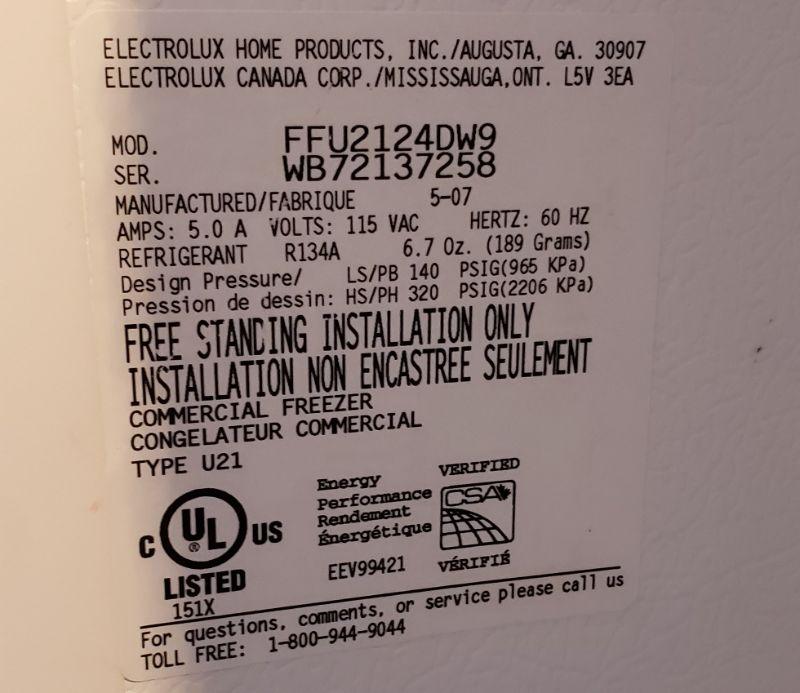 ELECTROLUX HOME PRODUCTS, INC./AUGUSTA, GA. 30907
ELECTROLUX CANADA CORP./MISSISSAUGA,ONT. L5V 3EA
MOD. FFU2124DW9
SER. WB72137258
MANUFACTURED/FABRIQUE 5-07
AMPS: 5.0 A VOLTS: 115 VAC HERTZ: 60 HZ
REFRIGERANT R134A 6.7 Oz. (189 Grams)
Design Pressure/ LS/PB 140 PSIG(965 KPa)
Pression de dessin: HS/PH 320 PSIG(2206 KPa)
FREE STANDING INSTALLATION ONLY
INSTALLATION NON ENCASTREE SEULEMENT
COMMERCIAL FREEZER
CONGELATEUR COMMERCIAL
TYPE U21
C UL ® US
LISTED
151X
Energy
Performance
Rendement
Énergétique
EEV99421
VERIFIED
CSA
VÉRIFIÉ
For questions, comments, or service please call us
TOLL FREE: 1-800-944-9044